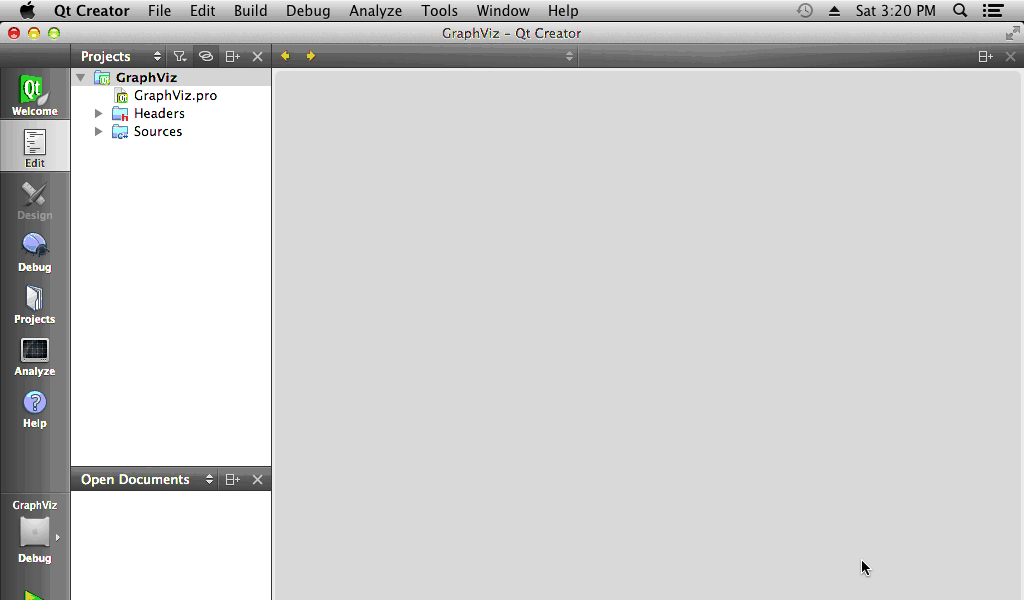 Qt Creator File Edit Build Debug Analyze Tools Window Help Sat 3:20 PM
GraphViz – Qt Creator
Projects
GraphViz
GraphViz.pro
Headers
Sources
Qt
Welcome
Edit
Design
Debug
Projects
Analyze
Help
Open Documents
GraphViz
Debug